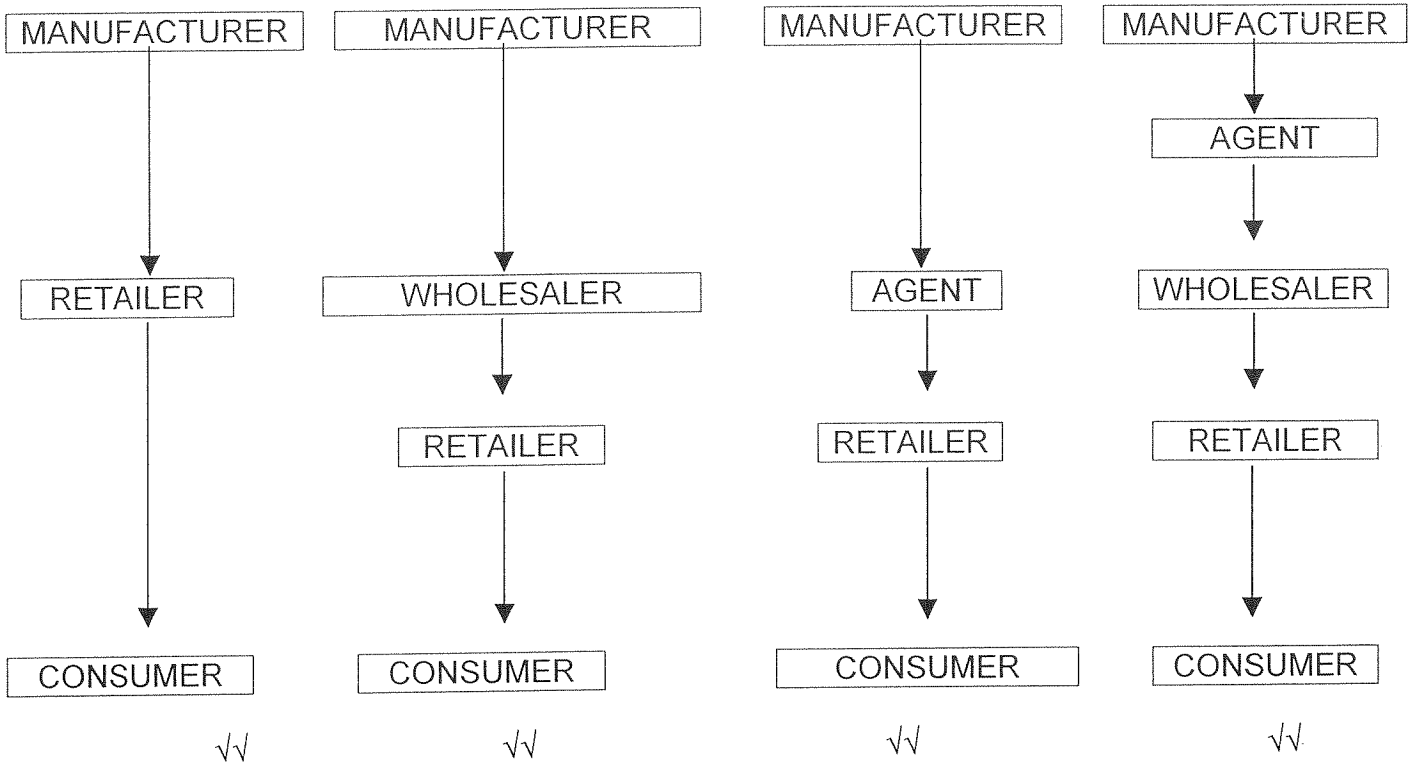 MANUFACTURER MANUFACTURER MANUFACTURER MANUFACTURER
AGENT
RETAILER WHOLESALER AGENT WHOLESALER
RETAILER RETAILER RETAILER
CONSUMER CONSUMER CONSUMER CONSUMER
√√ √√ √√ √√